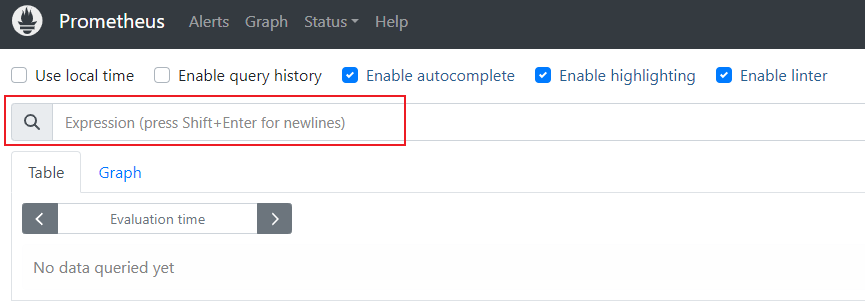 Prometheus Alerts Graph Status Help
Use local time Enable query history Enable autocomplete Enable highlighting Enable linter
Expression (press Shift+Enter for newlines)
Table Graph
Evaluation time
No data queried yet